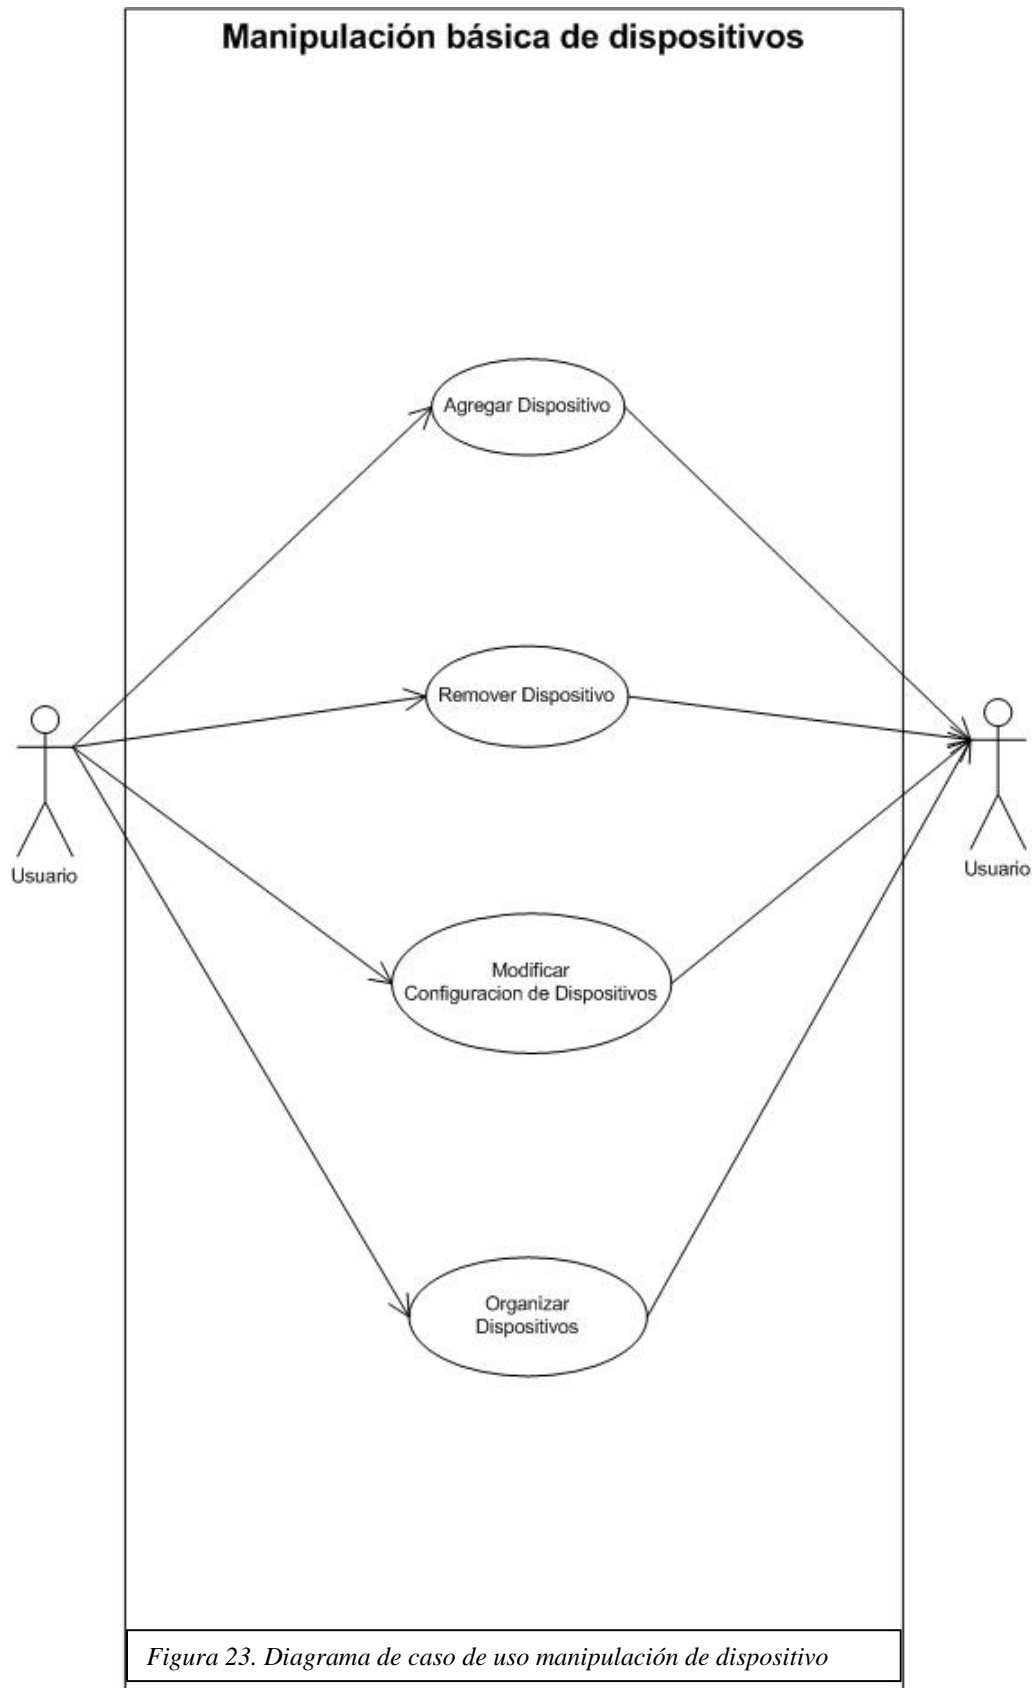 Manipulación básica de dispositivos
Agregar Dispositivo
Remover Dispositivo
Usuario
Usuario
Modificar
Configuracion de Dispositivos
Organizar
Dispositivos
Figura 23. Diagrama de caso de uso manipulación de dispositivo